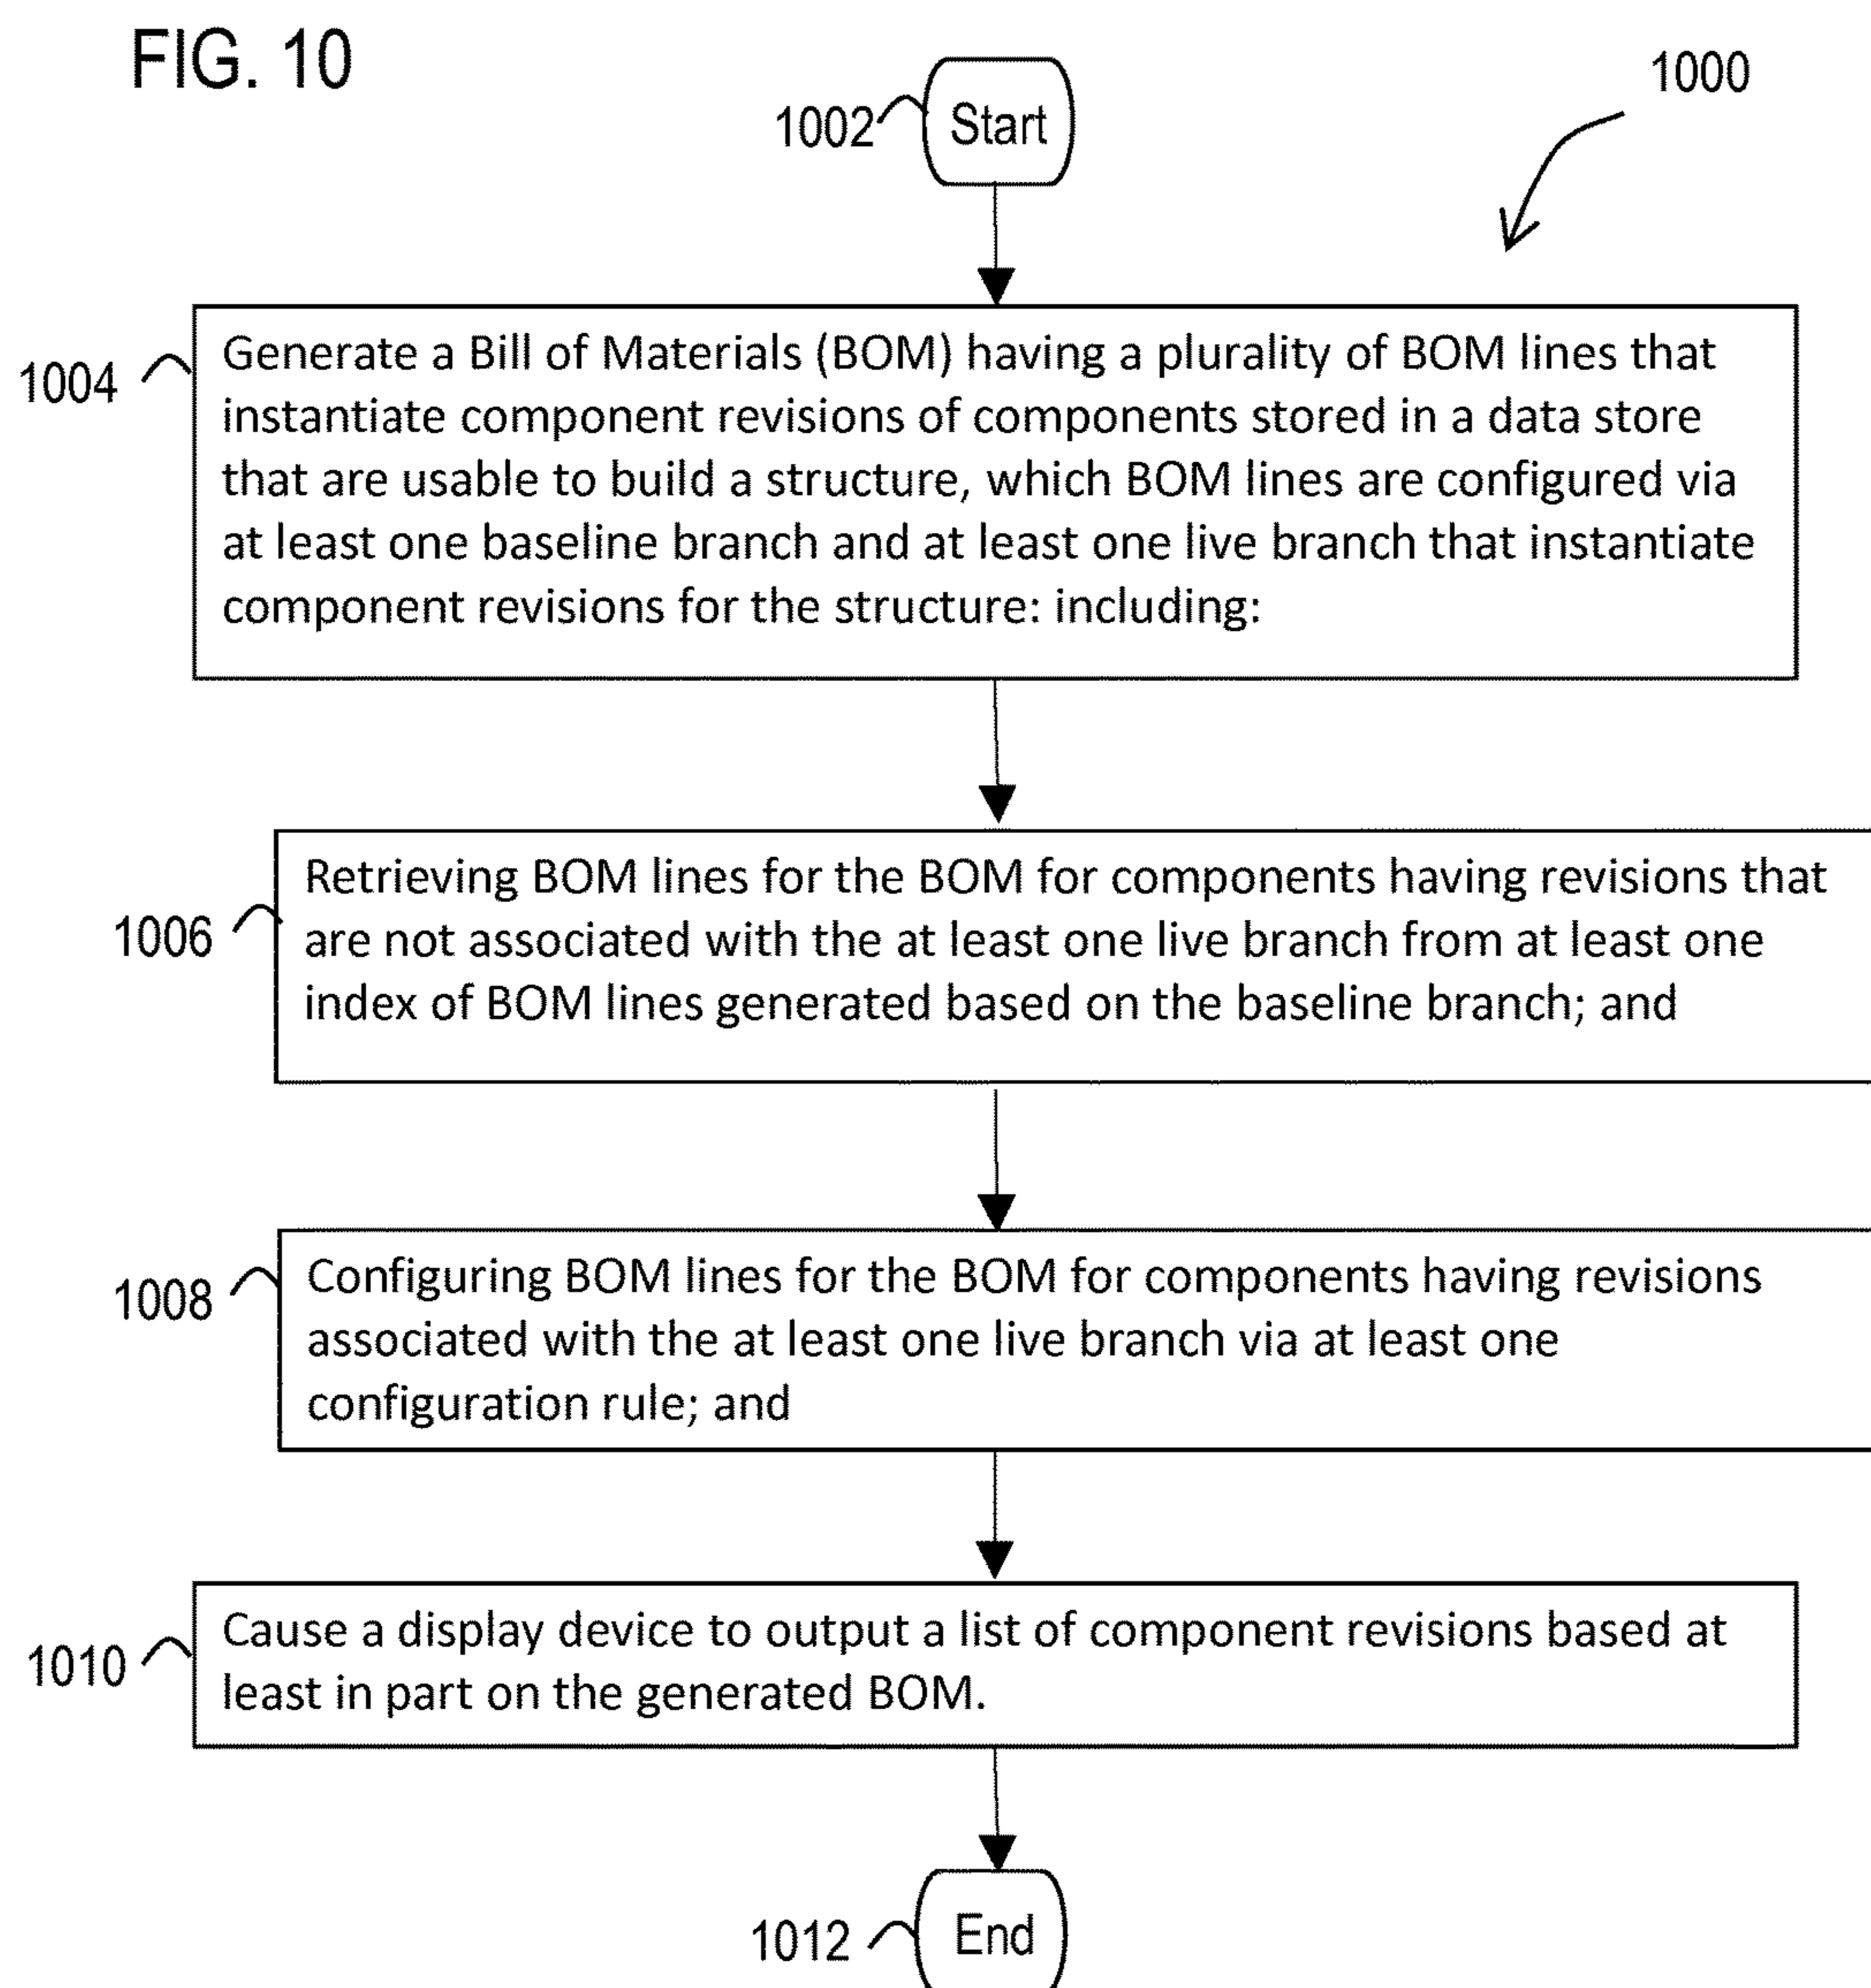 FIG. 10
1000
1002
Start
1004
Generate a Bill of Materials (BOM) having a plurality of BOM lines that
instantiate component revisions of components stored in a data store
that are usable to build a structure, which BOM lines are configured via
at least one baseline branch and at least one live branch that instantiate
component revisions for the structure: including:
1006
Retrieving BOM lines for the BOM for components having revisions that
are not associated with the at least one live branch from at least one
index of BOM lines generated based on the baseline branch; and
1008
Configuring BOM lines for the BOM for components having revisions
associated with the at least one live branch via at least one
configuration rule; and
1010
Cause a display device to output a list of component revisions based at
least in part on the generated BOM.
1012
End